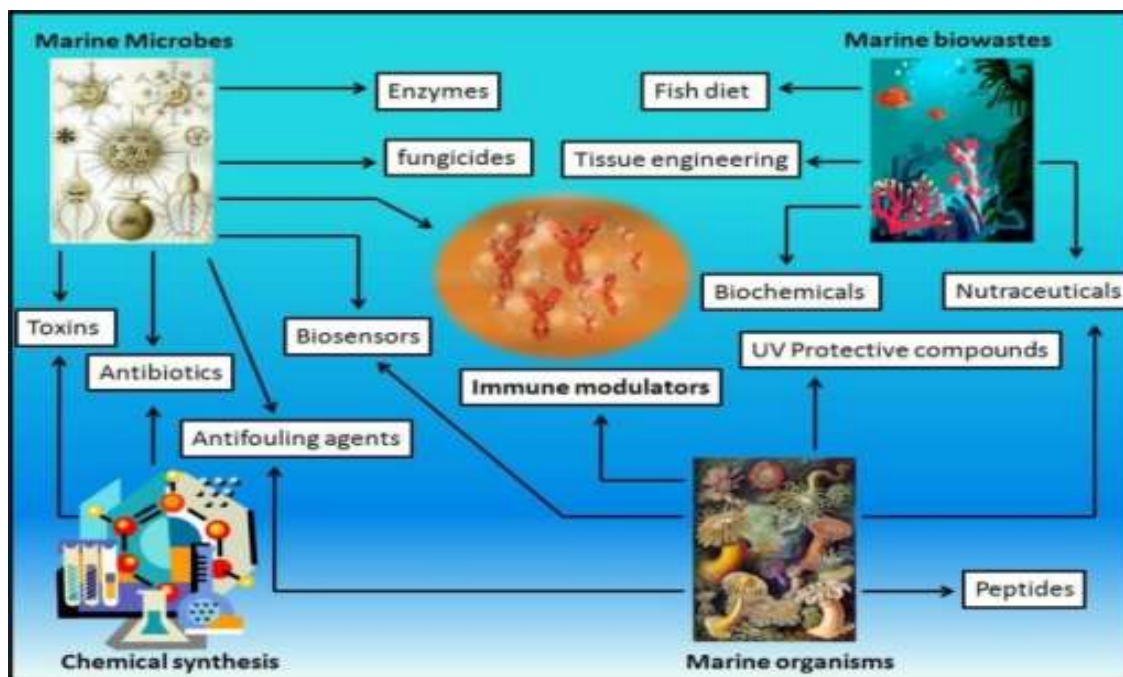 Marine Microbes
Marine biowastes
Enzymes
Fish diet
fungicides
Tissue engineering
Biochemicals
Nutraceuticals
Toxins
Biosensors
UV Protective compounds
Antibiotics
Immune modulators
Antifouling agents
Peptides
Chemical synthesis
Marine organisms